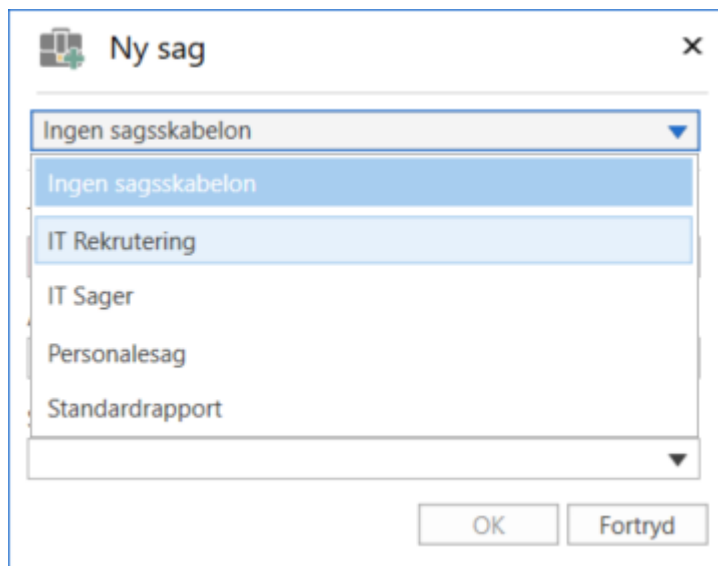 Ny sag
Ingen sagsskabelon
Ingen sagsskabelon
IT Rekrutering
IT Sager
Personalesag
Standardrapport
OK
Fortryd